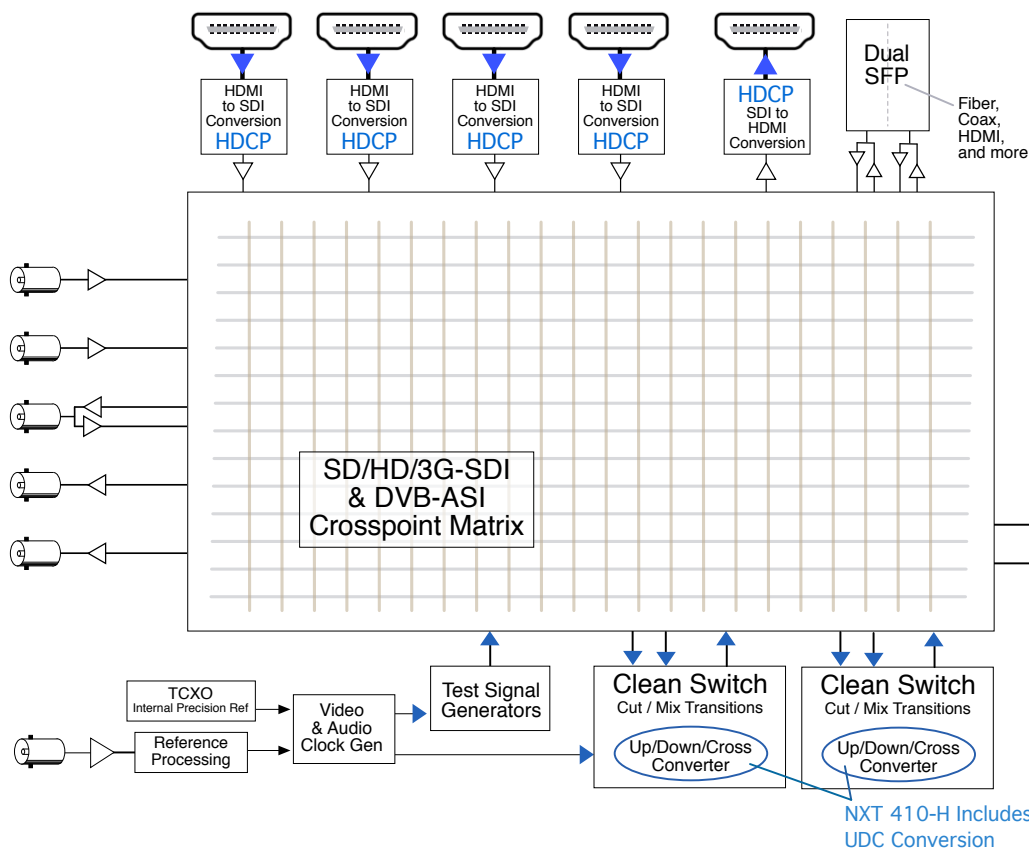 HDMI
to SDI
Conversion
HDCP
HDMI
to SDI
Conversion
HDCP
HDMI
to SDI
Conversion
HDCP
HDMI
to SDI
Conversion
HDCP
HDCP
SDI to
HDMI
Conversion
Dual
SFP
Fiber,
Coax,
HDMI,
and more
SD/HD/3G-SDI
& DVB-ASI
Crosspoint Matrix
TCXO
Internal Precision Ref
Reference
Processing
Video
& Audio
Clock Gen
Test Signal
Generators
Clean Switch
Cut / Mix Transitions
Up/Down/Cross
Converter
Clean Switch
Cut / Mix Transitions
Up/Down/Cross
Converter
NXT 410-H Includes
UDC Conversion